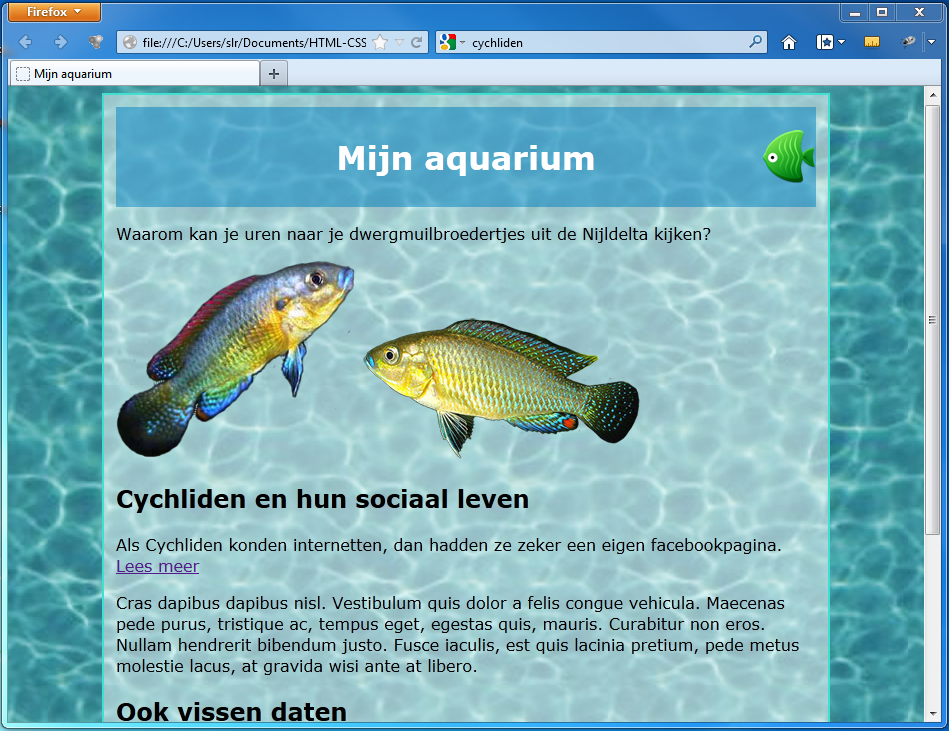 Firefox
file:///C:/Users/slr/Documents/HTML-CSS
cychliden
Mijn aquarium
Mijn aquarium
Waarom kan je uren naar je dwergmuilbroedertjes uit de Nijldelta kijken?
Cychliden en hun sociaal leven
Als Cychliden konden internetten, dan hadden ze zeker een eigen facebookpagina.
Lees meer
Cras dapibus dapibus nisl. Vestibulum quis dolor a felis congue vehicula. Maecenas
pede purus, tristique ac, tempus eget, egestas quis, mauris. Curabitur non eros.
Nullam hendrerit bibendum justo. Fusce iaculis, est quis lacinia pretium, pede metus
molestie lacus, at gravida wisi ante at libero.
Ook vissen daten